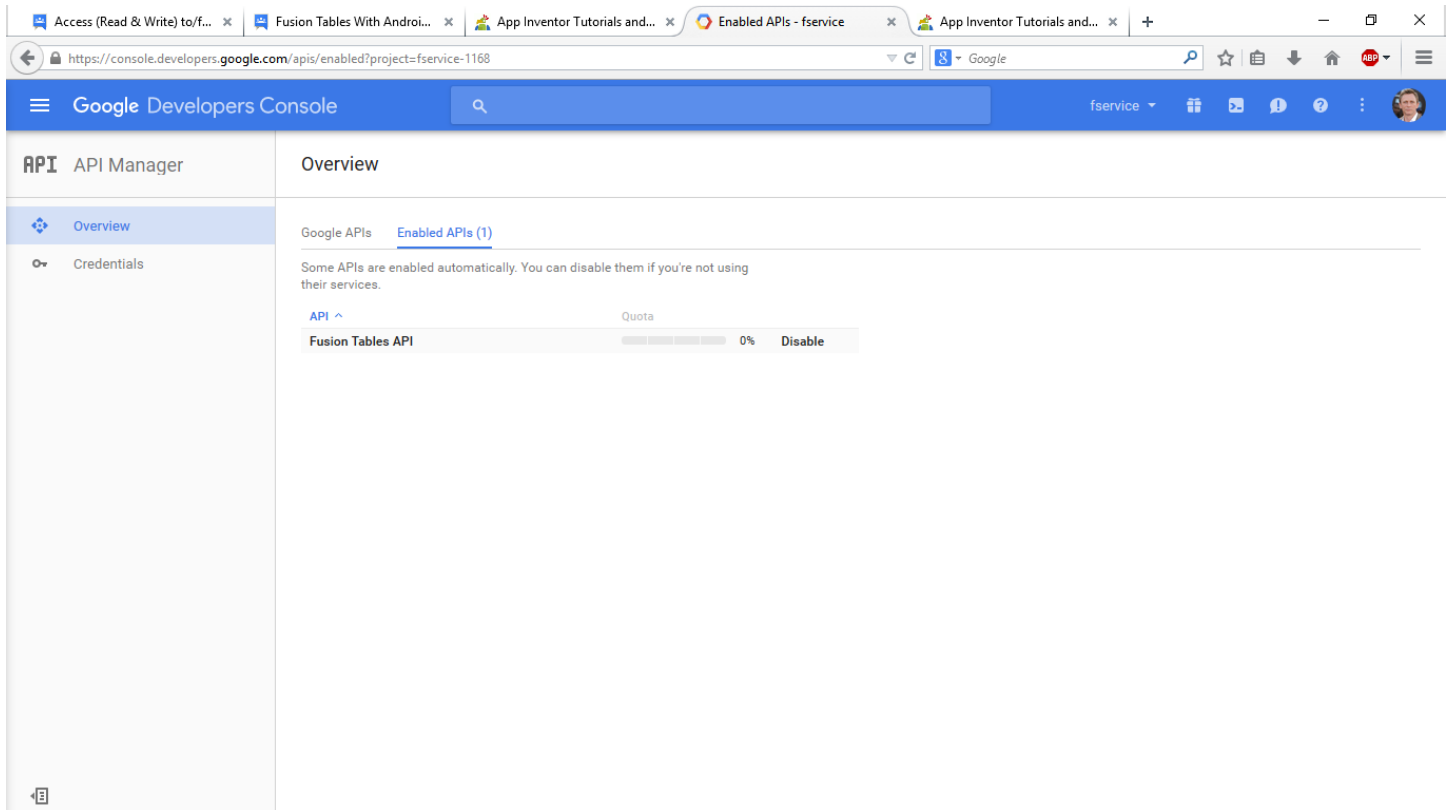 Access (Read & Write) to/f...
Fusion Tables With Androi...
App Inventor Tutorials and...
Enabled APIs - fservice
App Inventor Tutorials and...
https://console.developers.google.com/apis/enabled?project=fservice-1168
8
Google
ABP
Google Developers Console
fservice
API API Manager
Overview
Overview
Credentials
Google APIs
Enabled APIs (1)
Some APIs are enabled automatically. You can disable them if you're not using
their services.
API
Quota
Fusion Tables API
0%
Disable